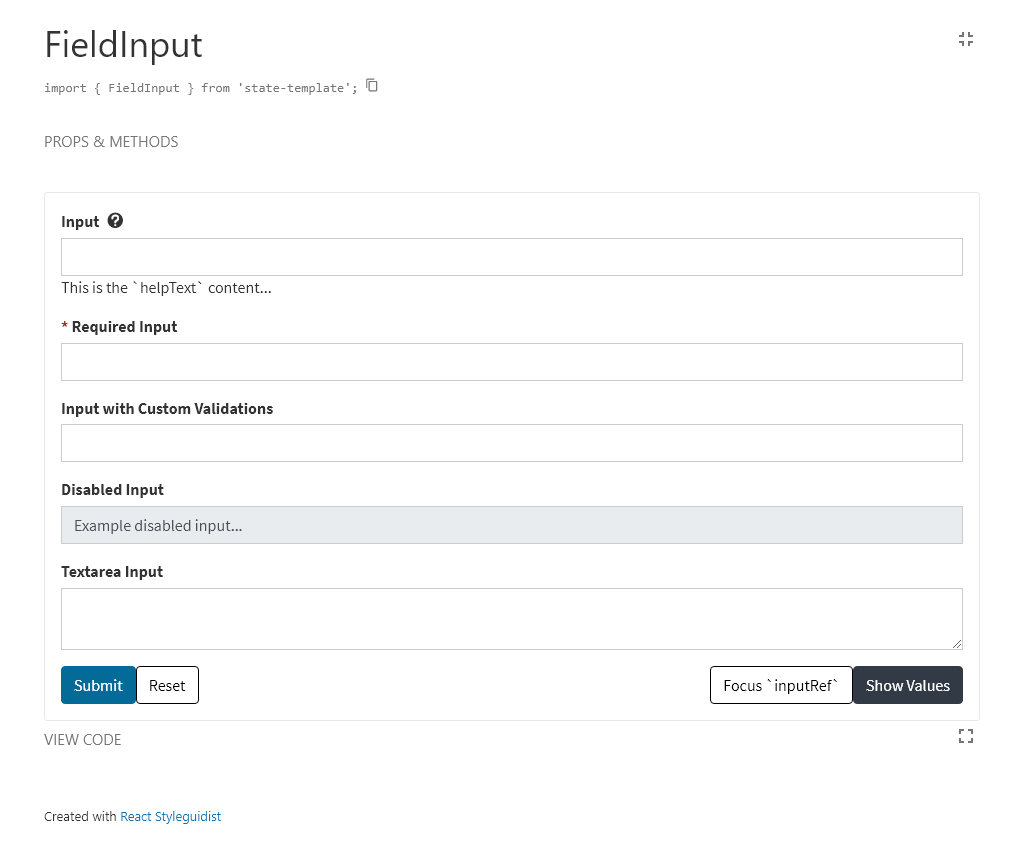 FieldInput
import { FieldInput } from 'state-template';
PROPS & METHODS
Input
This is the `helpText` content...
* Required Input
Input with Custom Validations
Disabled Input
Example disabled input...
Textarea Input
Submit Reset Focus `inputRef` Show Values
VIEW CODE
Created with React Styleguidist